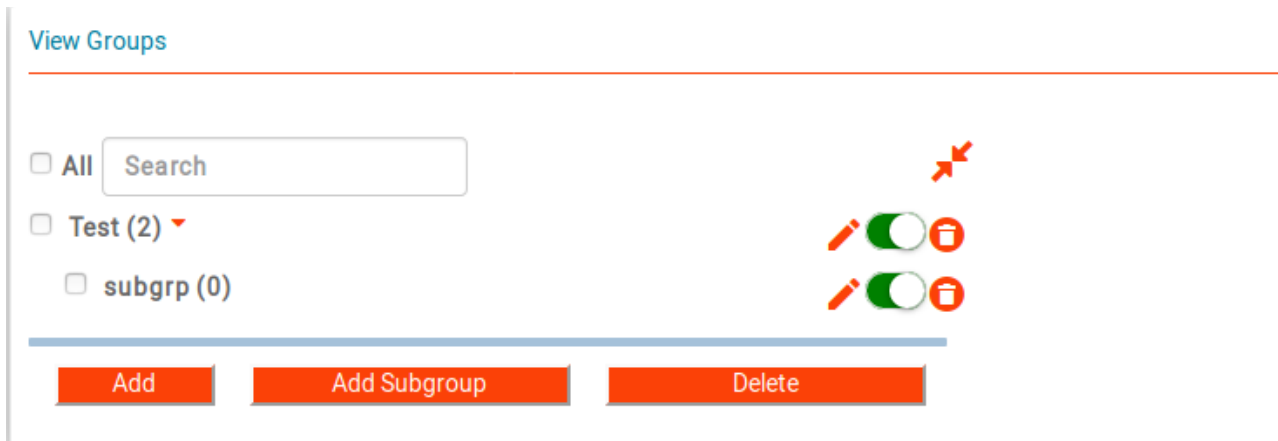 View Groups
All Search
Test (2)
subgrp (0)
Add Add Subgroup Delete